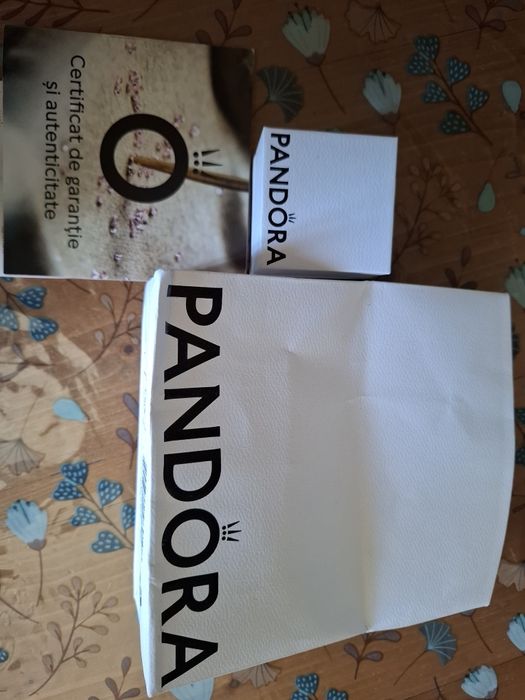 Certificat de garanție
și autenticitate
PANDORA
PANDORA